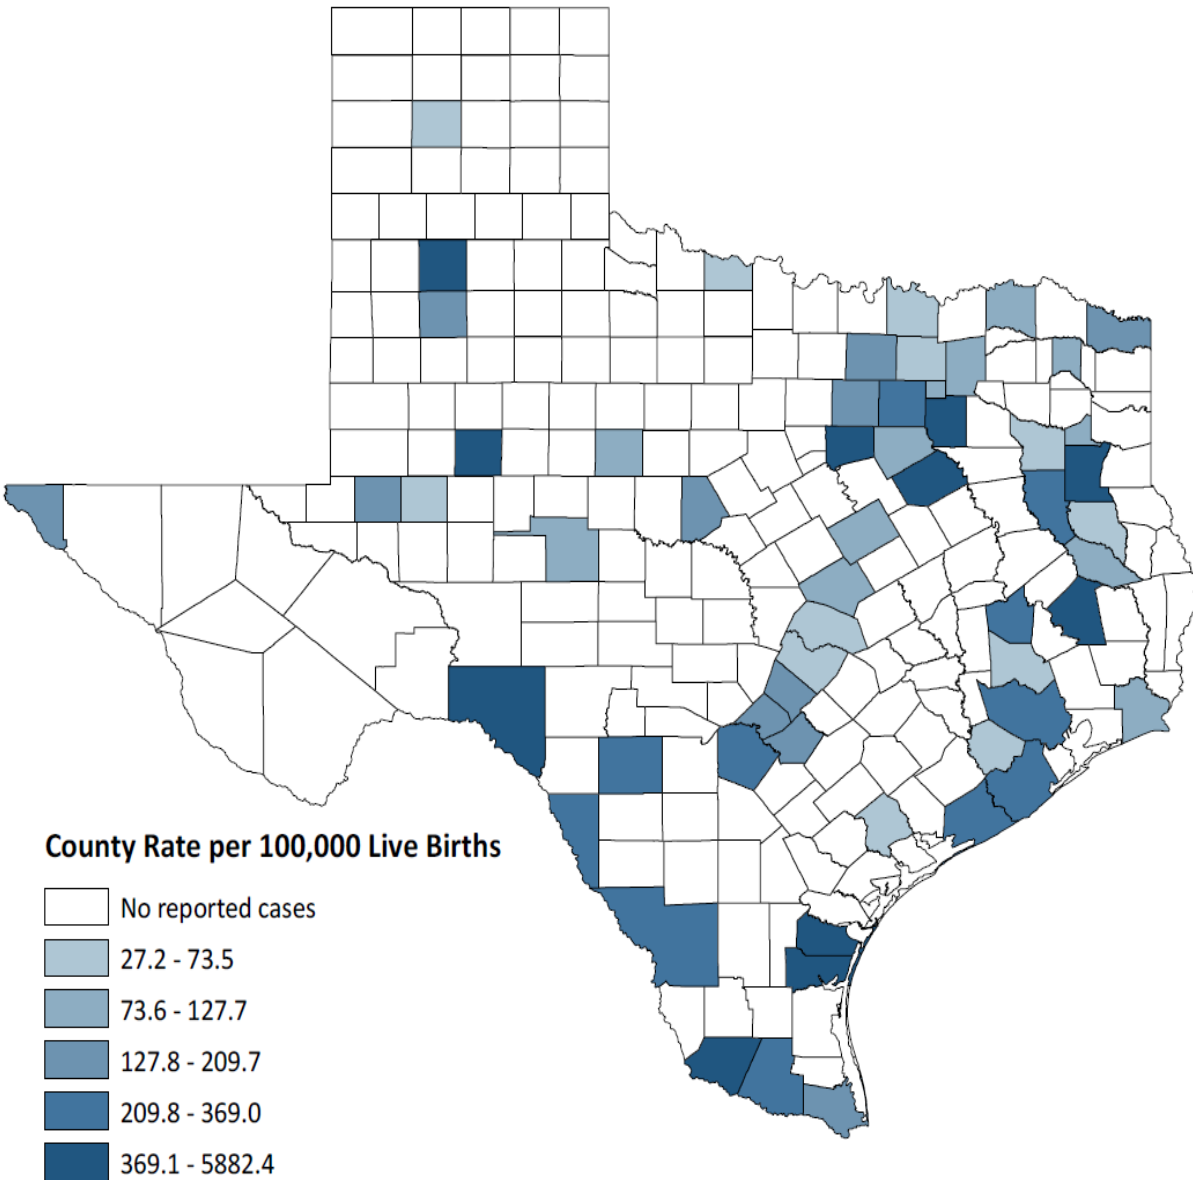 County Rate per 100,000 Live Births
No reported cases
27.2 - 73.5
73.6 - 127.7
127.8 - 209.7
209.8 - 369.0
369.1 - 5882.4